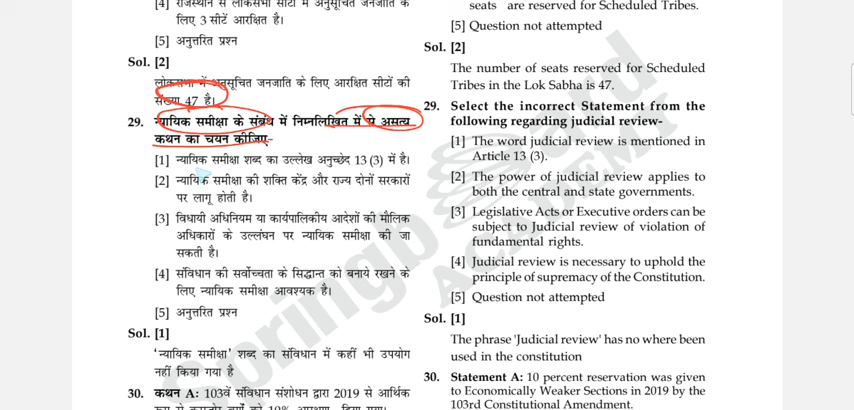 [4] राजस्थान से लोकसभा सीटों में अनुसूचित जनजाति के
लिए 3 सीटें आरक्षित है।
[5] अनुत्तरित प्रश्न
Sol. [2]
लोकसभा में अनुसूचित जनजाति के लिए आरक्षित सीटों की
संख्या 47 है।
29. न्यायिक समीक्षा के संबंध में निम्नलिखित में से असत्य
कथन का चयन कीजिए-
[1] न्यायिक समीक्षा शब्द का उल्लेख अनुच्छेद 13 (3) में है।
[2] न्यायिक समीक्षा की शक्ति केंद्र और राज्य दोनों सरकारों
पर लागू होती है।
[3] विधायी अधिनियम या कार्यपालिकीय आदेशों की मौलिक
अधिकारों के उल्लंघन पर न्यायिक समीक्षा की जा
सकती है।
[4] संविधान की सर्वोच्चता के सिद्धान्त को बनाये रखने के
लिए न्यायिक समीक्षा आवश्यक है।
[5] अनुत्तरित प्रश्न
Sol. [1]
‘न्यायिक समीक्षा’ शब्द का संविधान में कहीं भी उपयोग
नहीं किया गया है
30. कथन A: 103वें संविधान संशोधन द्वारा 2019 से आर्थिक
seats are reserved for Scheduled Tribes.
[5] Question not attempted
Sol. [2]
The number of seats reserved for Scheduled
Tribes in the Lok Sabha is 47.
29. Select the incorrect Statement from the
following regarding judicial review-
[1] The word judicial review is mentioned in
Article 13 (3).
[2] The power of judicial review applies to
both the central and state governments.
[3] Legislative Acts or Executive orders can be
subject to Judicial review of violation of
fundamental rights.
[4] Judicial review is necessary to uphold the
principle of supremacy of the Constitution.
[5] Question not attempted
Sol. [1]
The phrase 'Judicial review' has no where been
used in the constitution
30. Statement A: 10 percent reservation was given
to Economically Weaker Sections in 2019 by the
103rd Constitutional Amendment.
Springb
ACADEMY